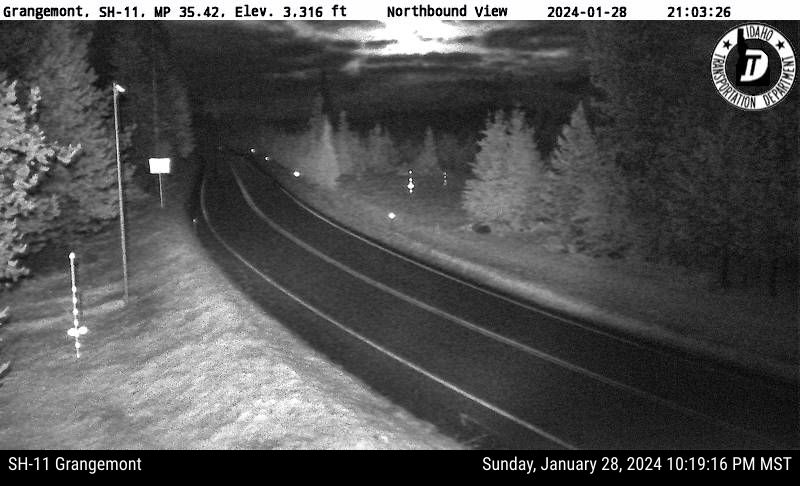 Grangemont, SH-11, MP 35.42, Elev. 3,316 ft Northbound View 2024-01-28 21:03:26
IDAHO
TRANSPORTATION DEPARTMENT
SH-11 Grangemont Sunday, January 28, 2024 10:19:16 PM MST